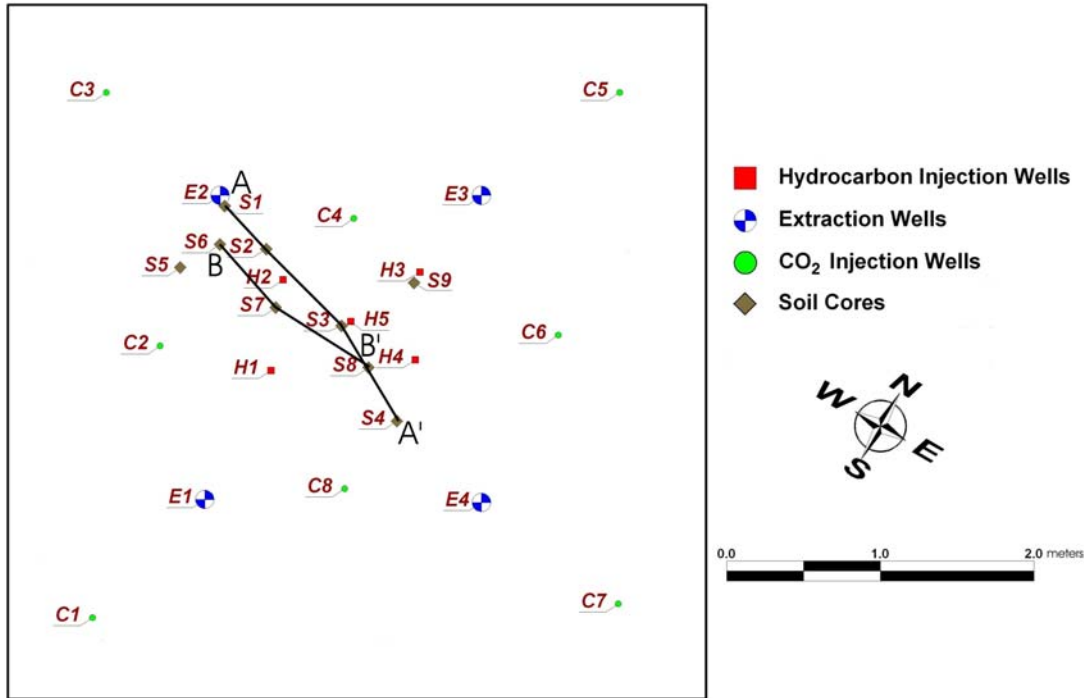 C3
C5
E2
A
S1
E3
C4
S6
S2
B
S5
H2
H3
S9
S7
S3
H5
C6
C2
B'
H4
H1
S8
S4
A'
E1
C8
E4
C1
C7
Hydrocarbon Injection Wells
Extraction Wells
CO₂ Injection Wells
Soil Cores
N
W
E
S
0.0 1.0 2.0 meters